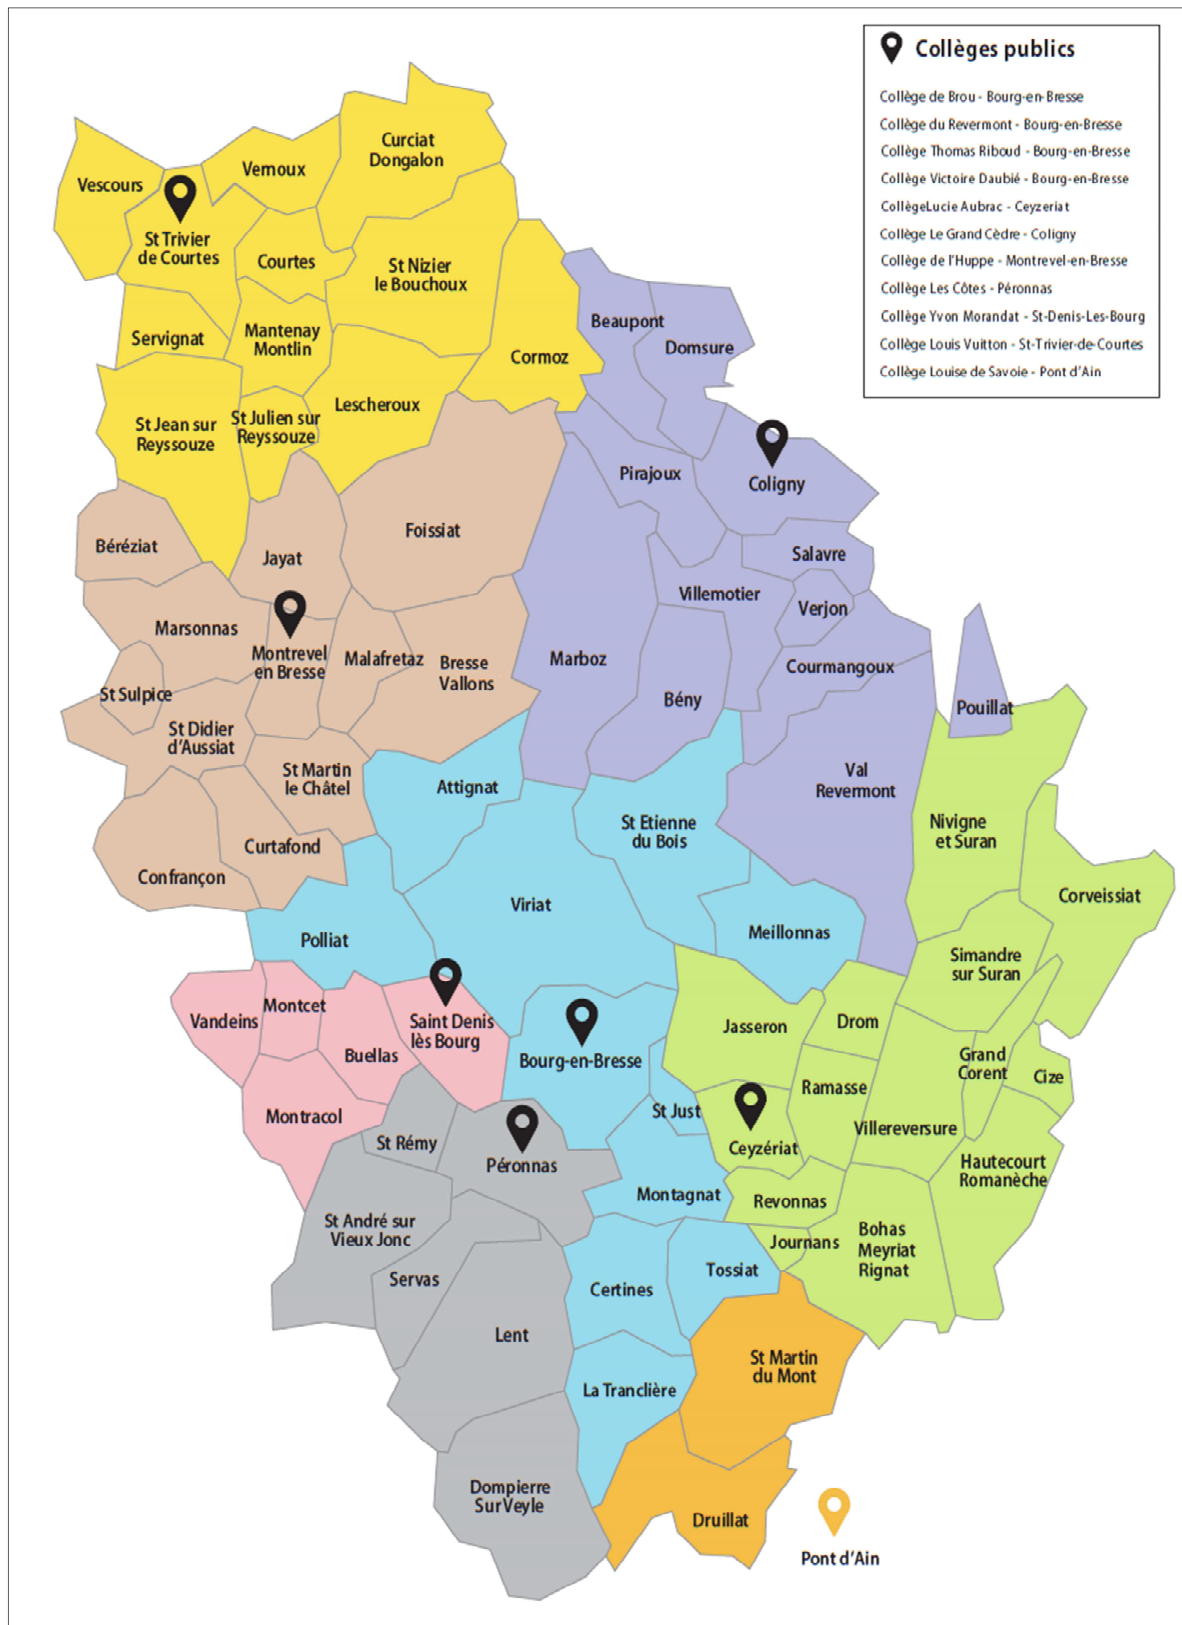 Collèges publics
Collège de Brou - Bourg-en-Bresse
Collège du Revermont - Bourg-en-Bresse
Collège Thomas Riboud - Bourg-en-Bresse
Collège Victoire Daubié - Bourg-en-Bresse
CollègeLucie Aubrac - Ceyzeriat
Collège Le Grand Cèdre - Coligny
Collège de l'Huppe - Montrevel-en-Bresse
Collège Les Côtes - Péronnas
Collège Yvon Morandat - St-Denis-Les-Bourg
Collège Louis Vuitton - St-Trivier-de-Courtes
Collège Louise de Savoie - Pont d'Ain
Curciat
Dongalon
Vernoux
Vescours
St Trivier
de Courtes
Courtes
St Nizier
le Bouchoux
Servignat
Mantenay
Montlin
Cormoz
Beaupont
Domsure
St Jean sur
Reyssouze
St Julien sur
Reyssouze
Lescheroux
Pirajoux
Coligny
Béréziat
Jayat
Foissiat
Salavre
Villemotier
Verjon
Marsonnas
Montrevel
en Bresse
Malafretaz
Bresse
Vallons
Marboz
Courmangoux
St Sulpice
Bény
Pouillat
St Didier
d'Aussiat
St Martin
le Châtel
Attignat
Val
Revermont
St Etienne
du Bois
Nivigne
et Suran
Curtafond
Confrançon
Viriat
Corveissiat
Polliat
Meillonnas
Simandre
sur Suran
Vandeins
Montcet
Saint Denis
lès Bourg
Buellas
Jasseron
Drom
Bourg-en-Bresse
Grand
Corent
Cize
Ramasse
Montracol
St Just
St Rémy
Péronnas
Ceyzériat
Villereversure
Hautecourt
Romanèche
Montagnat
Revonnas
St André sur
Vieux Jonc
Journans
Bohas
Meyriat
Rignat
Servas
Certines
Tossiat
Lent
St Martin
du Mont
La Tranclière
Dompierre
Sur Veyle
Druillat
Pont d'Ain